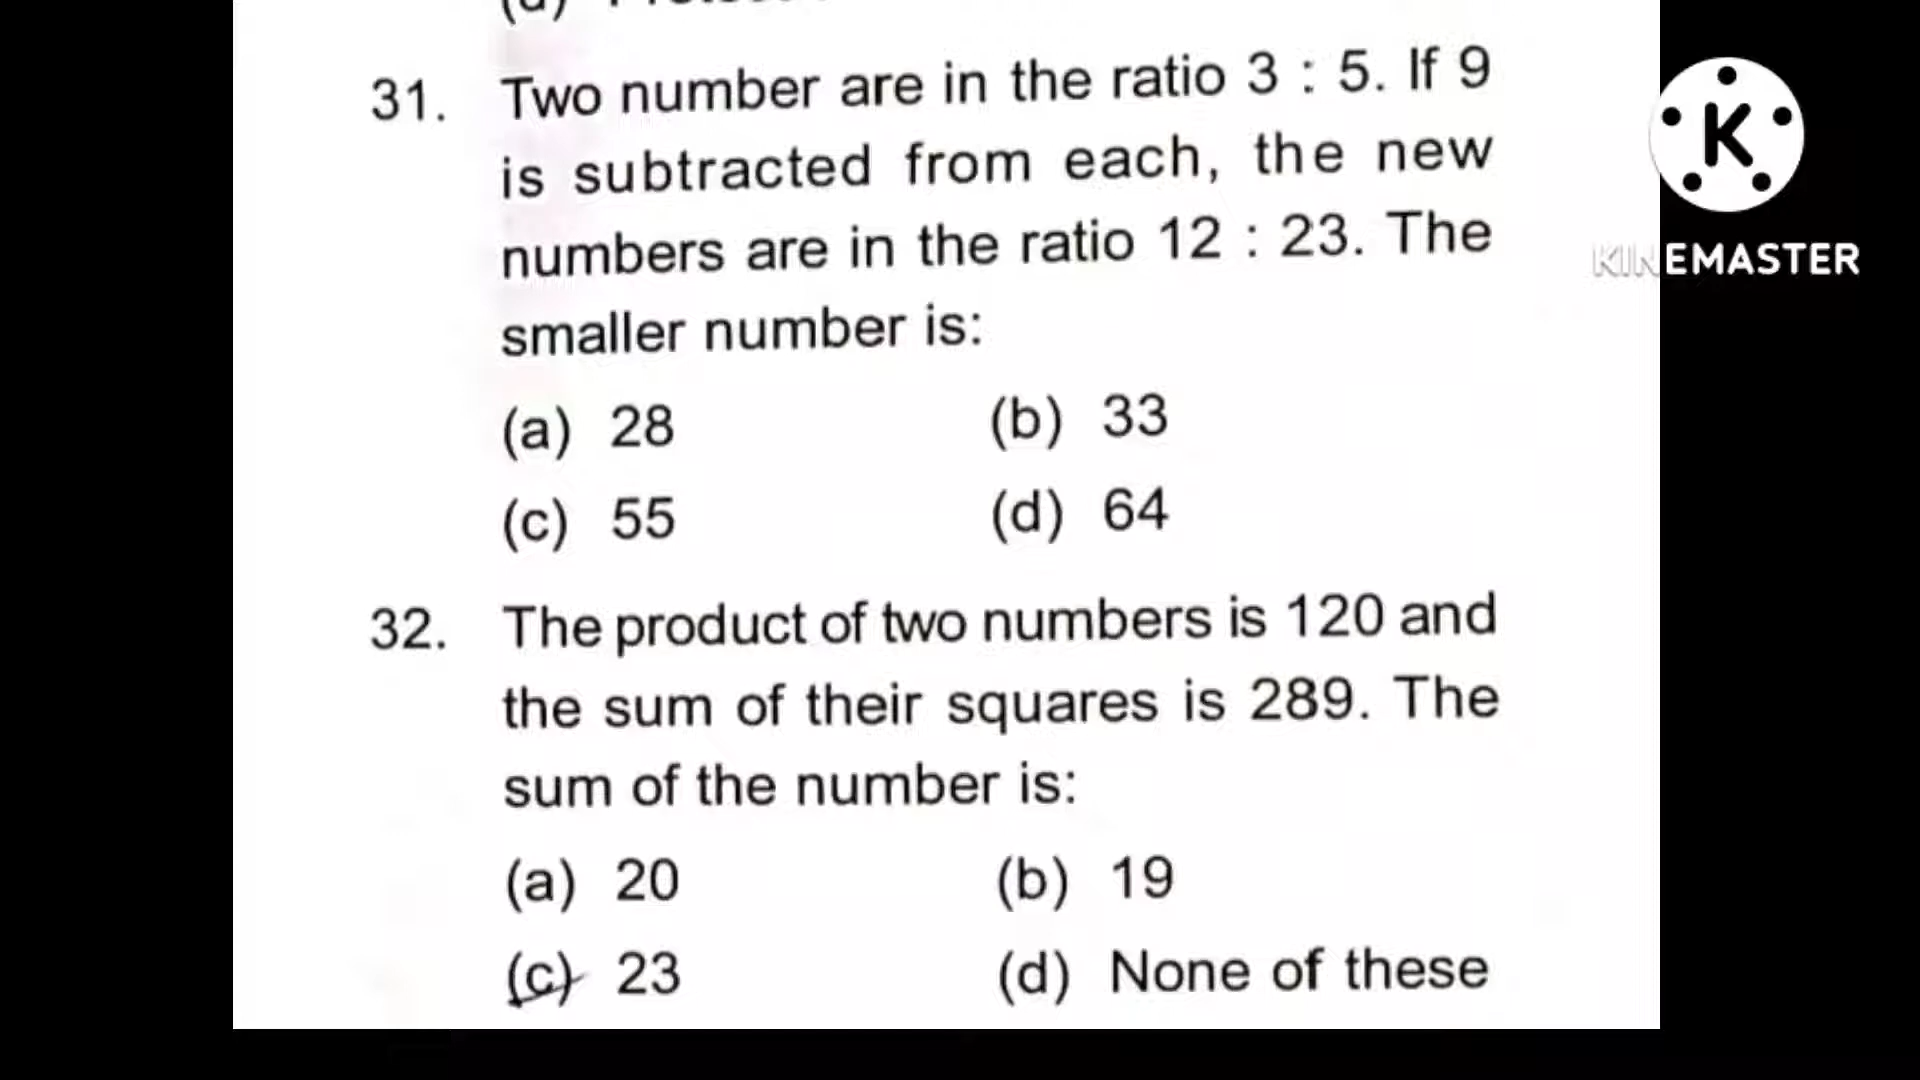 31. Two number are in the ratio 3 : 5. If 9
is subtracted from each, the new
numbers are in the ratio 12 : 23. The
smaller number is:
(a) 28 (b) 33
(c) 55 (d) 64
32. The product of two numbers is 120 and
the sum of their squares is 289. The
sum of the number is:
(a) 20 (b) 19
(c) 23 (d) None of these
K
KINEMASTER